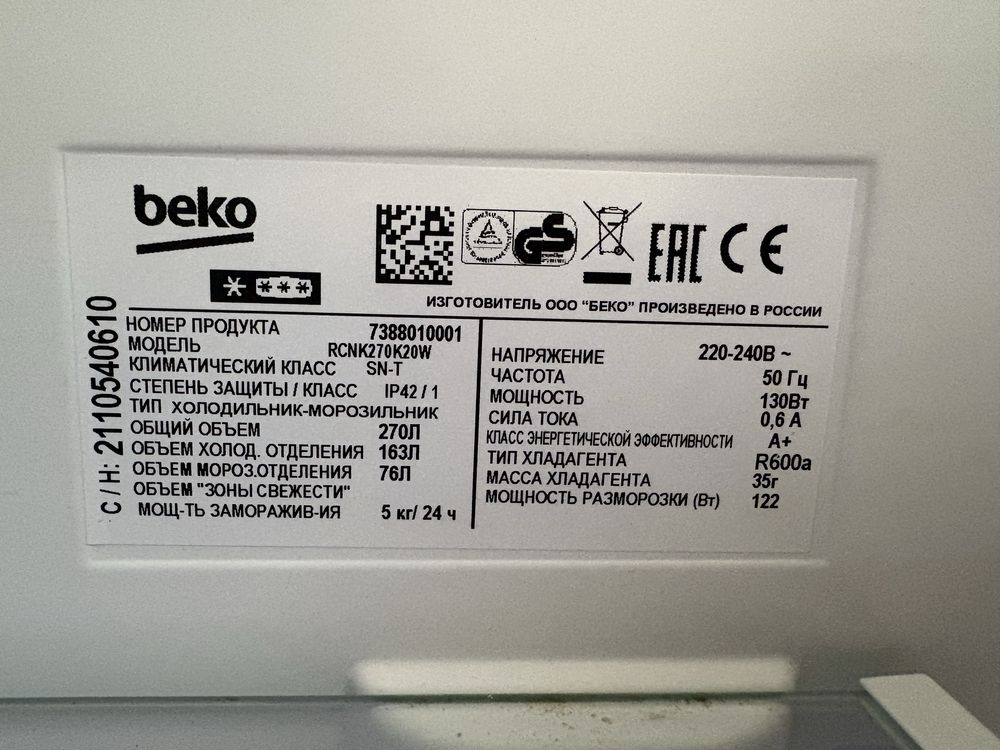 beko
EAC CE
ИЗГОТОВИТЕЛЬ ООО "БЕКО" ПРОИЗВЕДЕНО В РОССИИ
С / Н: 2110540610
НОМЕР ПРОДУКТА 7388010001
МОДЕЛЬ RCNK270K20W
КЛИМАТИЧЕСКИЙ КЛАСС SN-T
СТЕПЕНЬ ЗАЩИТЫ / КЛАСС IP42 / 1
ТИП ХОЛОДИЛЬНИК-МОРОЗИЛЬНИК
ОБЩИЙ ОБЪЕМ 270Л
ОБЪЕМ ХОЛОД. ОТДЕЛЕНИЯ 163Л
ОБЪЕМ МОРОЗ.ОТДЕЛЕНИЯ 76Л
ОБЪЕМ "ЗОНЫ СВЕЖЕСТИ"
МОЩ-ТЬ ЗАМОРАЖИВ-ИЯ 5 кг/ 24 ч
НАПРЯЖЕНИЕ 220-240В ~
ЧАСТОТА 50 Гц
МОЩНОСТЬ 130Вт
СИЛА ТОКА 0,6 А
КЛАСС ЭНЕРГЕТИЧЕСКОЙ ЭФФЕКТИВНОСТИ А+
ТИП ХЛАДАГЕНТА R600a
МАССА ХЛАДАГЕНТА 35г
МОЩНОСТЬ РАЗМОРОЗКИ (Вт) 122